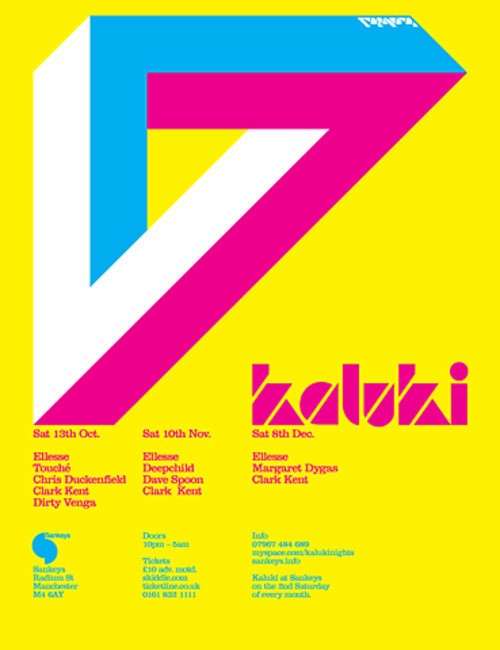 kaluki
Sat 13th Oct.
Ellesse
Touché
Chris Duckenfield
Clark Kent
Dirty Venga
Sat 10th Nov.
Ellesse
Deepchild
Dave Spoon
Clark Kent
Sat 8th Dec.
Ellesse
Margaret Dygas
Clark Kent
Sankeys
Sankeys
Radium St
Manchester
M4 6AY
Doors
10pm – 5am
Tickets
£10 adv. motd.
skiddle.com
ticketline.co.uk
0161 832 1111
Info
07967 484 689
myspace.com/kalukinights
sankeys.info
Kaluki at Sankeys
on the 2nd Saturday
of every month.